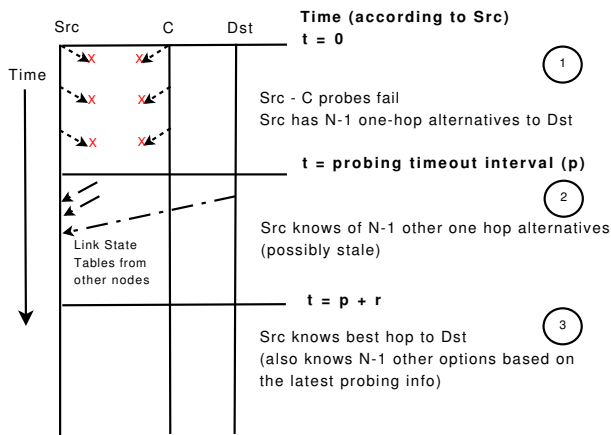 Src C Dst
Time (according to Src)
t = 0
Time
1
x x
Src - C probes fail
x x
Src has N-1 one-hop alternatives to Dst
x x
t = probing timeout interval (p)
2
Src knows of N-1 other one hop alternatives
(possibly stale)
Link State
Tables from
other nodes
t = p + r
3
Src knows best hop to Dst
(also knows N-1 other options based on
the latest probing info)